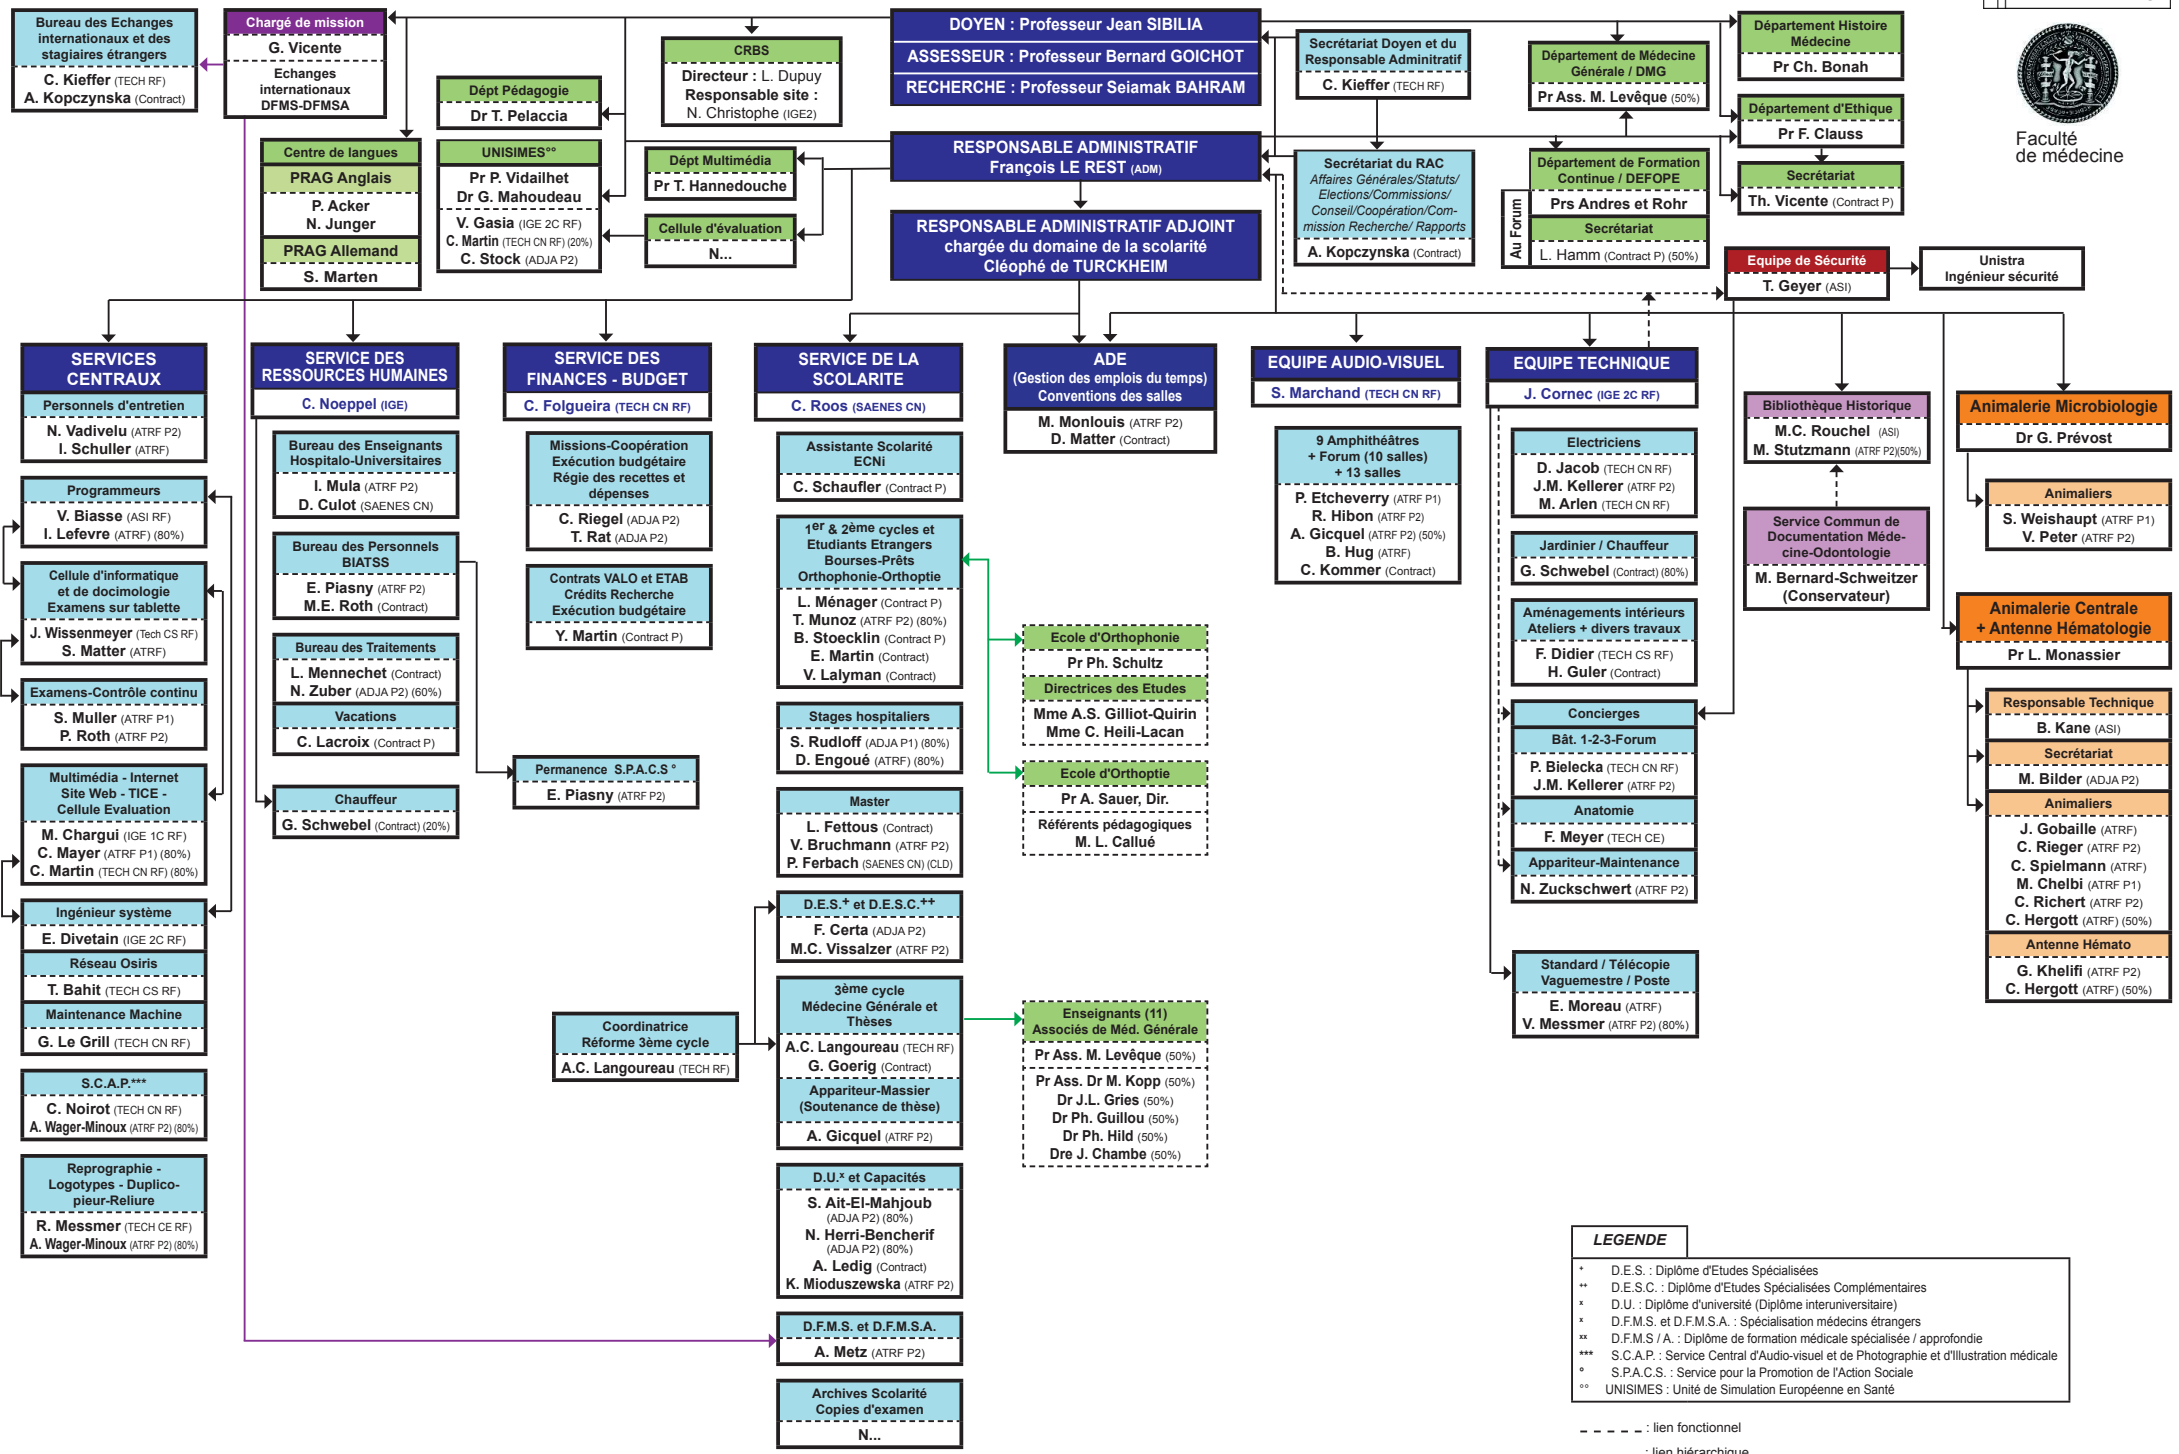 Bureau des Echanges
internationaux et des
stagiaires étrangers
C. Kieffer (TECH RF)
A. Kopczynska (Contract)
Chargé de mission
G. Vicente
Echanges
internationaux
DFMS-DFMSA
CRBS
Directeur : L. Dupuy
Responsable site :
N. Christophe (IGE2)
Dépt Pédagogie
Dr T. Pelaccia
Centre de langues
PRAG Anglais
P. Acker
N. Junger
PRAG Allemand
S. Marten
UNISIMES°°
Pr P. Vidailhet
Dr G. Mahoudeau
V. Gasia (IGE 2C RF)
C. Martin (TECH CN RF) (20%)
C. Stock (ADJA P2)
Dépt Multimédia
Pr T. Hannedouche
Cellule d'évaluation
N...
DOYEN : Professeur Jean SIBILIA
ASSESSEUR : Professeur Bernard GOICHOT
RECHERCHE : Professeur Seiamak BAHRAM
RESPONSABLE ADMINISTRATIF
François LE REST (ADM)
RESPONSABLE ADMINISTRATIF ADJOINT
chargée du domaine de la scolarité
Cléophé de TURCKHEIM
Secrétariat Doyen et du
Responsable Adminitratif
C. Kieffer (TECH RF)
Secrétariat du RAC
Affaires Générales/Statuts/
Elections/Commissions/
Conseil/Coopération/Com-
mission Recherche/ Rapports
A. Kopczynska (Contract)
Département de Médecine
Générale / DMG
Pr Ass. M. Levêque (50%)
Département de Formation
Continue / DEFOPE
Au Forum
Prs Andres et Rohr
Secrétariat
L. Hamm (Contract P) (50%)
Département Histoire
Médecine
Pr Ch. Bonah
Département d'Ethique
Pr F. Clauss
Secrétariat
Th. Vicente (Contract P)
Faculté
de médecine
Equipe de Sécurité
T. Geyer (ASI)
Unistra
Ingénieur sécurité
SERVICES
CENTRAUX
Personnels d'entretien
N. Vadivelu (ATRF P2)
I. Schuller (ATRF)
Programmeurs
V. Biasse (ASI RF)
I. Lefevre (ATRF) (80%)
Cellule d'informatique
et de docimologie
Examens sur tablette
J. Wissenmeyer (Tech CS RF)
S. Matter (ATRF)
Examens-Contrôle continu
S. Muller (ATRF P1)
P. Roth (ATRF P2)
Multimédia - Internet
Site Web - TICE -
Cellule Evaluation
M. Chargui (IGE 1C RF)
C. Mayer (ATRF P1) (80%)
C. Martin (TECH CN RF) (80%)
Ingénieur système
E. Divetain (IGE 2C RF)
Réseau Osiris
T. Bahit (TECH CS RF)
Maintenance Machine
G. Le Grill (TECH CN RF)
S.C.A.P.***
C. Noirot (TECH CN RF)
A. Wager-Minoux (ATRF P2) (80%)
Reprographie -
Logotypes - Duplico-
pieur-Reliure
R. Messmer (TECH CE RF)
A. Wager-Minoux (ATRF P2) (80%)
SERVICE DES
RESSOURCES HUMAINES
C. Noeppel (IGE)
Bureau des Enseignants
Hospitalo-Universitaires
I. Mula (ATRF P2)
D. Culot (SAENES CN)
Bureau des Personnels
BIATSS
E. Piasny (ATRF P2)
M.E. Roth (Contract)
Bureau des Traitements
L. Mennechet (Contract)
N. Zuber (ADJA P2) (60%)
Vacations
C. Lacroix (Contract P)
Chauffeur
G. Schwebel (Contract) (20%)
SERVICE DES
FINANCES - BUDGET
C. Folgueira (TECH CN RF)
Missions-Coopération
Exécution budgétaire
Régie des recettes et
dépenses
C. Riegel (ADJA P2)
T. Rat (ADJA P2)
Contrats VALO et ETAB
Crédits Recherche
Exécution budgétaire
Y. Martin (Contract P)
Permanence S.P.A.C.S °
E. Piasny (ATRF P2)
Coordinatrice
Réforme 3ème cycle
A.C. Langoureau (TECH RF)
SERVICE DE LA
SCOLARITE
C. Roos (SAENES CN)
Assistante Scolarité
ECNi
C. Schaufler (Contract P)
1er & 2ème cycles et
Etudiants Etrangers
Bourses-Prêts
Orthophonie-Orthoptie
L. Ménager (Contract P)
T. Munoz (ATRF P2) (80%)
B. Stoecklin (Contract P)
E. Martin (Contract)
V. Lalyman (Contract)
Stages hospitaliers
S. Rudloff (ADJA P1) (80%)
D. Engoué (ATRF) (80%)
Master
L. Fettous (Contract)
V. Bruchmann (ATRF P2)
P. Ferbach (SAENES CN) (CLD)
D.E.S.+ et D.E.S.C.++
F. Certa (ADJA P2)
M.C. Vissalzer (ATRF P2)
3ème cycle
Médecine Générale et
Thèses
A.C. Langoureau (TECH RF)
G. Goerig (Contract)
Appariteur-Massier
(Soutenance de thèse)
A. Gicquel (ATRF P2)
D.U.x et Capacités
S. Ait-El-Mahjoub
(ADJA P2) (80%)
N. Herri-Bencherif
(ADJA P2) (80%)
A. Ledig (Contract)
K. Mioduszewska (ATRF P2)
D.F.M.S. et D.F.M.S.A.
A. Metz (ATRF P2)
Archives Scolarité
Copies d'examen
N...
ADE
(Gestion des emplois du temps)
Conventions des salles
M. Monlouis (ATRF P2)
D. Matter (Contract)
Ecole d'Orthophonie
Pr Ph. Schultz
Directrices des Etudes
Mme A.S. Gilliot-Quirin
Mme C. Heili-Lacan
Ecole d'Orthoptie
Pr A. Sauer, Dir.
Référents pédagogiques
M. L. Callué
Enseignants (11)
Associés de Méd. Générale
Pr Ass. M. Levêque (50%)
Pr Ass. Dr M. Kopp (50%)
Dr J.L. Gries (50%)
Dr Ph. Guillou (50%)
Dr Ph. Hild (50%)
Dre J. Chambe (50%)
EQUIPE AUDIO-VISUEL
S. Marchand (TECH CN RF)
9 Amphithéâtres
+ Forum (10 salles)
+ 13 salles
P. Etcheverry (ATRF P1)
R. Hibon (ATRF P2)
A. Gicquel (ATRF P2) (50%)
B. Hug (ATRF)
C. Kommer (Contract)
EQUIPE TECHNIQUE
J. Cornec (IGE 2C RF)
Electriciens
D. Jacob (TECH CN RF)
J.M. Kellerer (ATRF P2)
M. Arlen (TECH CN RF)
Jardinier / Chauffeur
G. Schwebel (Contract) (80%)
Aménagements intérieurs
Ateliers + divers travaux
F. Didier (TECH CS RF)
H. Guler (Contract)
Concierges
Bât. 1-2-3-Forum
P. Bielecka (TECH CN RF)
J.M. Kellerer (ATRF P2)
Anatomie
F. Meyer (TECH CE)
Appariteur-Maintenance
N. Zuckschwert (ATRF P2)
Standard / Télécopie
Vaguemestre / Poste
E. Moreau (ATRF)
V. Messmer (ATRF P2) (80%)
Bibliothèque Historique
M.C. Rouchel (ASI)
M. Stutzmann (ATRF P2)(50%)
Service Commun de
Documentation Méde-
cine-Odontologie
M. Bernard-Schweitzer
(Conservateur)
Animalerie Microbiologie
Dr G. Prévost
Animaliers
S. Weishaupt (ATRF P1)
V. Peter (ATRF P2)
Animalerie Centrale
+ Antenne Hématologie
Pr L. Monassier
Responsable Technique
B. Kane (ASI)
Secrétariat
M. Bilder (ADJA P2)
Animaliers
J. Gobaille (ATRF)
C. Rieger (ATRF P2)
C. Spielmann (ATRF)
M. Chelbi (ATRF P1)
C. Richert (ATRF P2)
C. Hergott (ATRF) (50%)
Antenne Hémato
G. Khelifi (ATRF P2)
C. Hergott (ATRF) (50%)
LEGENDE
+ D.E.S. : Diplôme d'Etudes Spécialisées
++ D.E.S.C. : Diplôme d'Etudes Spécialisées Complémentaires
x D.U. : Diplôme d'université (Diplôme interuniversitaire)
x D.F.M.S. et D.F.M.S.A. : Spécialisation médecins étrangers
xx D.F.M.S / A. : Diplôme de formation médicale spécialisée / approfondie
*** S.C.A.P. : Service Central d'Audio-visuel et de Photographie et d'Illustration médicale
° S.P.A.C.S. : Service pour la Promotion de l'Action Sociale
°° UNISIMES : Unité de Simulation Européenne en Santé
: lien fonctionnel
: lien hiérarchique